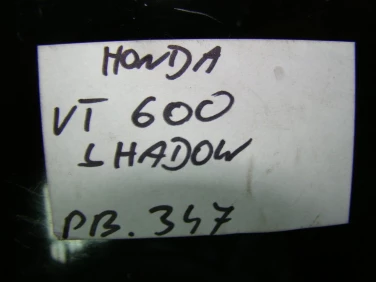 HONDA
VT 600
SHADOW
PB. 347